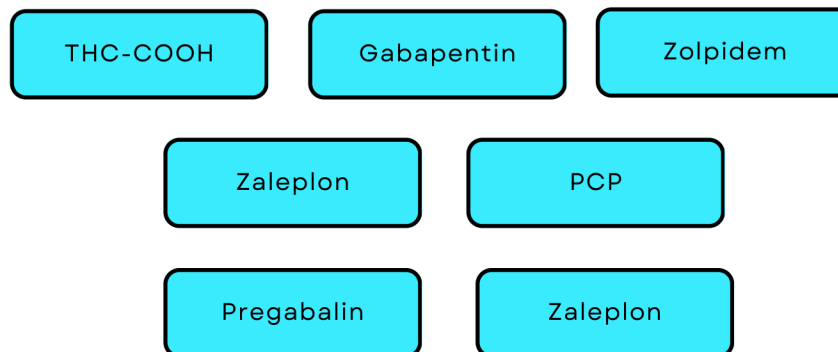 THC-COOH Gabapentin Zolpidem
Zaleplon PCP
Pregabalin Zaleplon